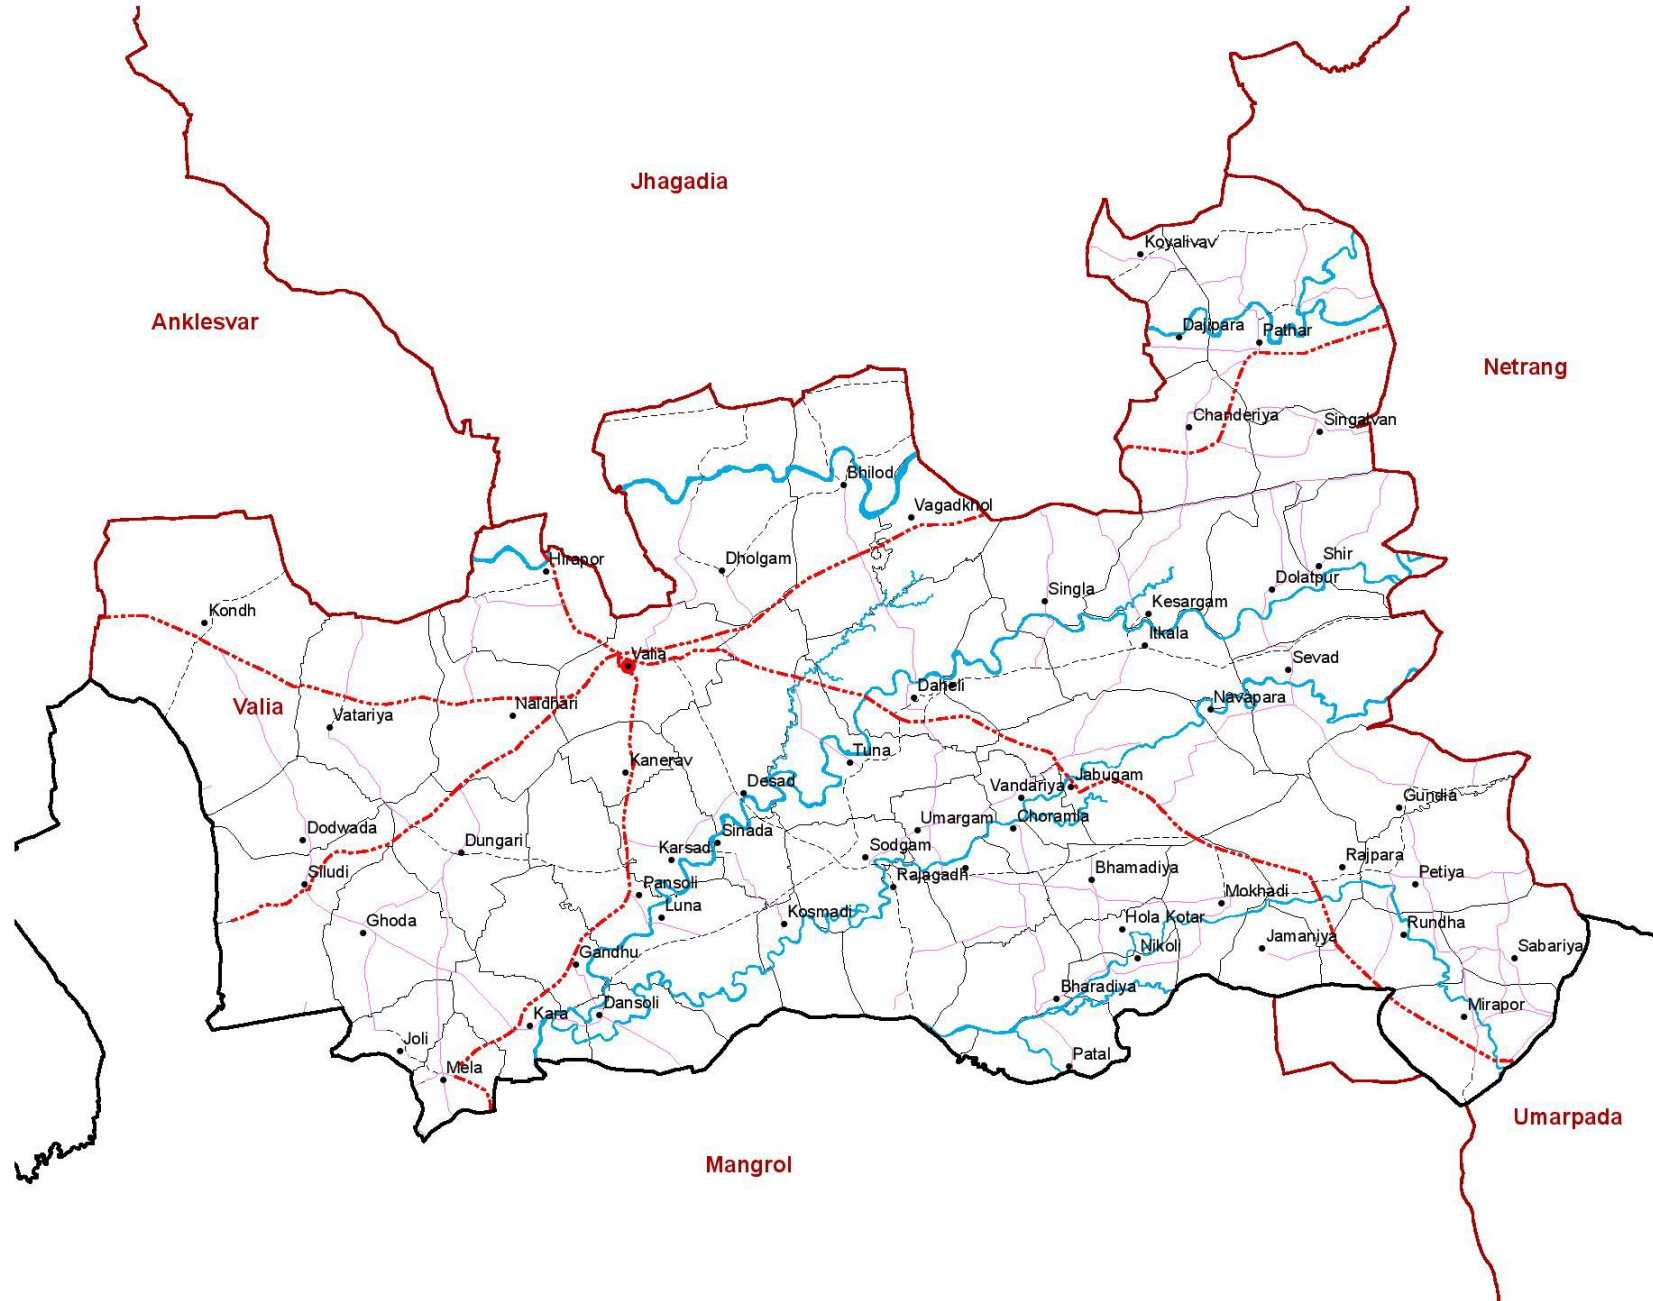 Jhagadia
Koyalivav
Anklesvar
Dajipara
Pathar
Netrang
Chanderiya
Singalvan
Bhilod
Vagadkhol
Hirapor
Dholgam
Shir
Dolatpur
Singla
Kesargam
Kondh
Itkala
Valia
Sevad
Daheli
Navapara
Valia
Naldhari
Vatariya
Tuna
Kanerav
Desad
Jabugam
Vandariya
Gundia
Umargam
Choramla
Dodwada
Sinada
Dungari
Karsad
Sodgam
Rajpara
Siludi
Rajagadh
Bhamadiya
Petiya
Pansoli
Mokhadi
Luna
Kosmadi
Hola Kotar
Ghoda
Rundha
Jamaniya
Nikoli
Sabariya
Gandhu
Bharadiya
Dansoli
Mirapor
Kara
Joli
Patal
Mela
Umarpada
Mangrol